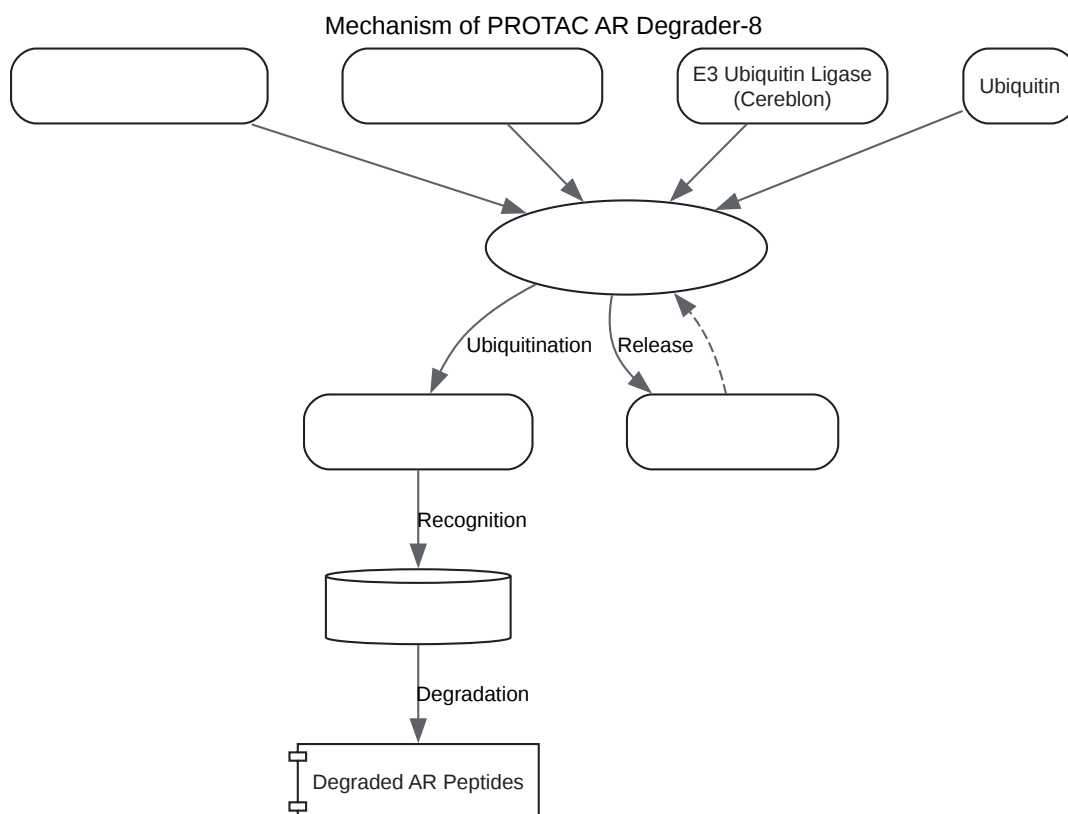 Mechanism of PROTAC AR Degrader-8
E3 Ubiquitin Ligase
(Cereblon)
Ubiquitin
Ubiquitination
Release
Recognition
Degradation
Degraded AR Peptides